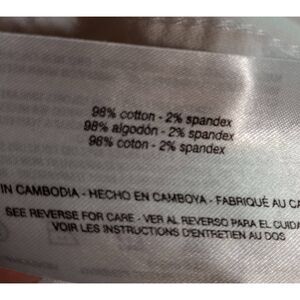 98% cotton - 2% spandex
98% algodón - 2% spandex
98% coton - 2% spandex
IN CAMBODIA - HECHO EN CAMBOYA - FABRIQUÉ AU CA
SEE REVERSE FOR CARE - VER AL REVERSO PARA EL CUIDA
VOIR LES INSTRUCTIONS D'ENTRETIEN AU DOS